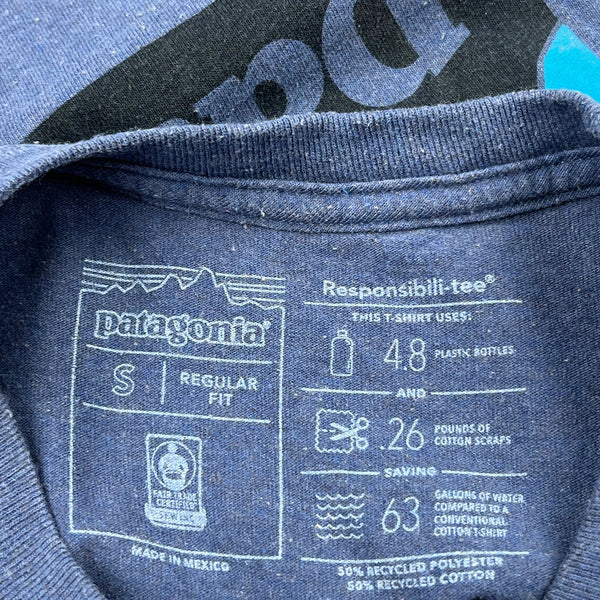 patagonia®
S
REGULAR
FIT
FAIR TRADE
CERTIFIED™
SEWING
MADE IN MEXICO
Responsibili-tee®
THIS T-SHIRT USES:
4.8 PLASTIC BOTTLES
AND
.26 POUNDS OF
COTTON SCRAPS
SAVING
63 GALLONS OF WATER
COMPARED TO A
CONVENTIONAL
COTTON T-SHIRT
50% RECYCLED POLYESTER
50% RECYCLED COTTON